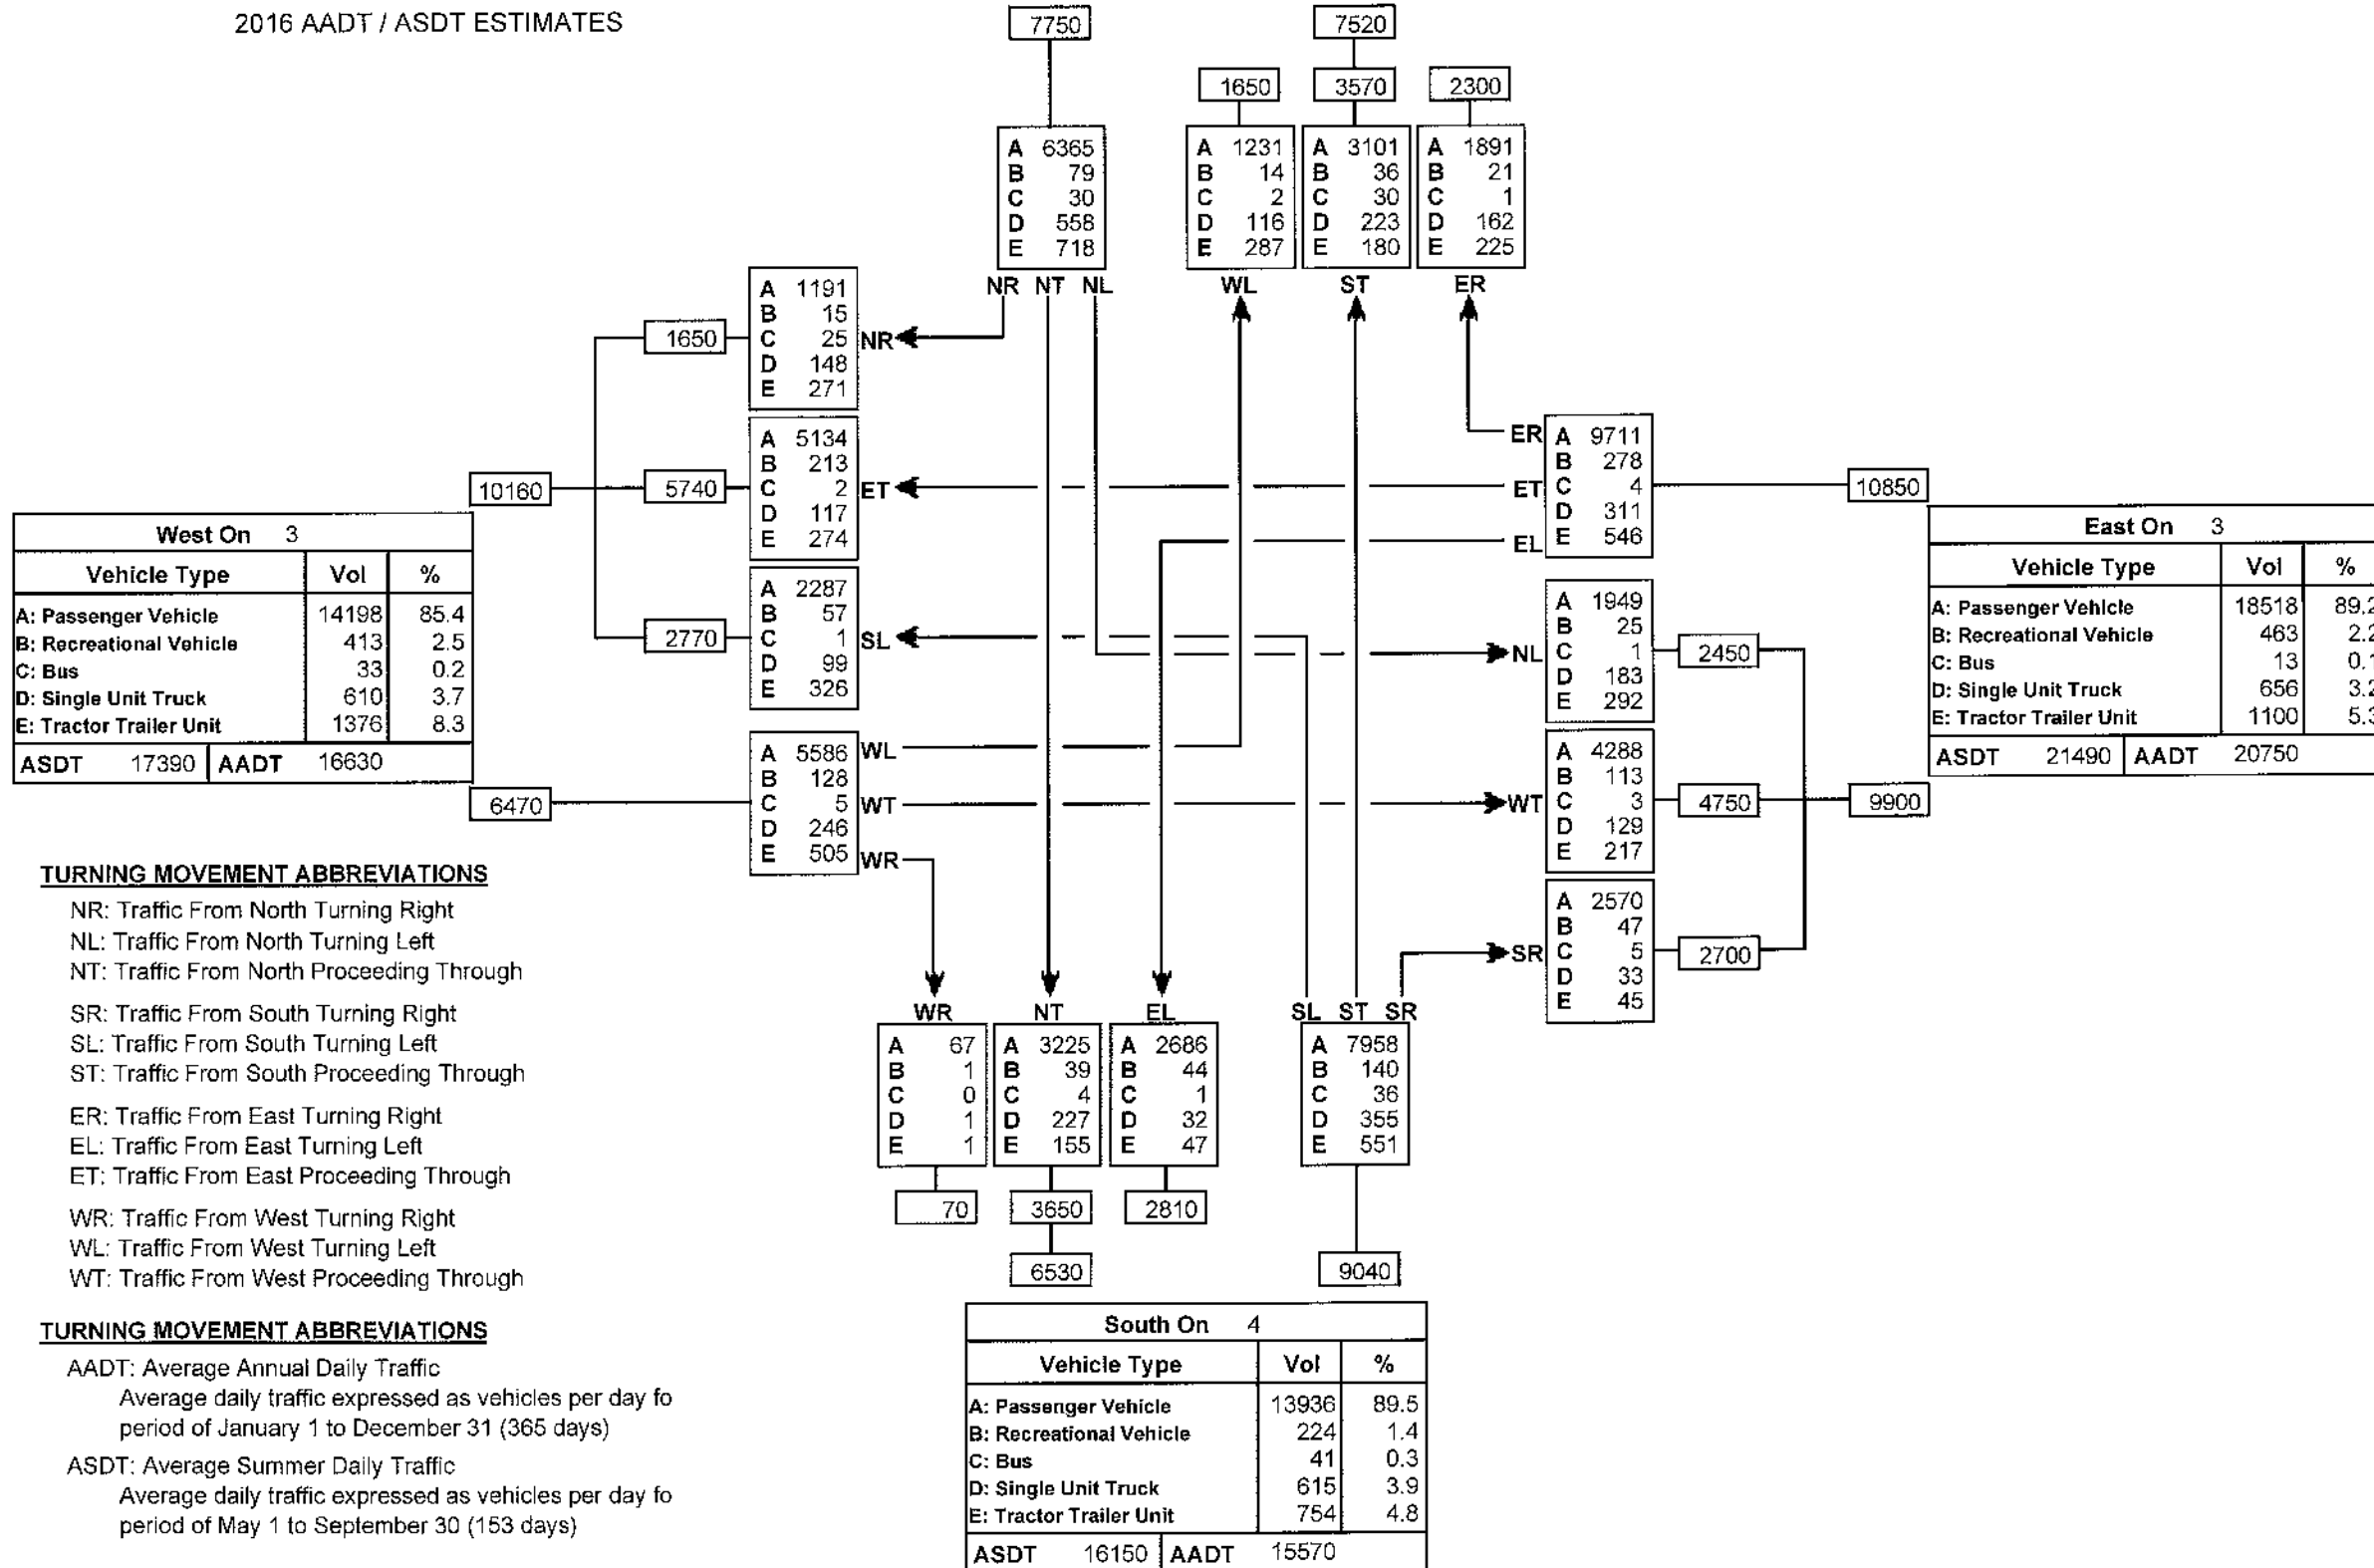 2016 AADT / ASDT ESTIMATES
7750
7520
1650
3570
2300
A 6365
B 79
C 30
D 558
E 718
A 1231
B 14
C 2
D 116
E 287
A 3101
B 36
C 30
D 223
E 180
A 1891
B 21
C 1
D 162
E 225
NR NT NL
WL
ST
ER
1650
A 1191
B 15
C 25
D 148
E 271
NR
10160
5740
A 5134
B 213
C 2
D 117
E 274
ET
2770
A 2287
B 57
C 1
D 99
E 326
SL
6470
A 5586
B 128
C 5
D 246
E 505
WL
WT
WR
ER
ET
EL
A 9711
B 278
C 4
D 311
E 546
10850
NL
A 1949
B 25
C 1
D 183
E 292
2450
WT
A 4288
B 113
C 3
D 129
E 217
4750
9900
SR
A 2570
B 47
C 5
D 33
E 45
2700
West On 3
Vehicle Type Vol %
A: Passenger Vehicle 14198 85.4
B: Recreational Vehicle 413 2.5
C: Bus 33 0.2
D: Single Unit Truck 610 3.7
E: Tractor Trailer Unit 1376 8.3
ASDT 17390 AADT 16630
East On 3
Vehicle Type Vol %
A: Passenger Vehicle 18518 89.2
B: Recreational Vehicle 463 2.2
C: Bus 13 0.1
D: Single Unit Truck 656 3.2
E: Tractor Trailer Unit 1100 5.3
ASDT 21490 AADT 20750
WR
NT
EL
SL ST SR
A 67
B 1
C 0
D 1
E 1
A 3225
B 39
C 4
D 227
E 155
A 2686
B 44
C 1
D 32
E 47
A 7958
B 140
C 36
D 355
E 551
70
3650
2810
6530
9040
TURNING MOVEMENT ABBREVIATIONS
NR: Traffic From North Turning Right
NL: Traffic From North Turning Left
NT: Traffic From North Proceeding Through
SR: Traffic From South Turning Right
SL: Traffic From South Turning Left
ST: Traffic From South Proceeding Through
ER: Traffic From East Turning Right
EL: Traffic From East Turning Left
ET: Traffic From East Proceeding Through
WR: Traffic From West Turning Right
WL: Traffic From West Turning Left
WT: Traffic From West Proceeding Through
TURNING MOVEMENT ABBREVIATIONS
AADT: Average Annual Daily Traffic
Average daily traffic expressed as vehicles per day fo
period of January 1 to December 31 (365 days)
ASDT: Average Summer Daily Traffic
Average daily traffic expressed as vehicles per day fo
period of May 1 to September 30 (153 days)
South On 4
Vehicle Type Vol %
A: Passenger Vehicle 13936 89.5
B: Recreational Vehicle 224 1.4
C: Bus 41 0.3
D: Single Unit Truck 615 3.9
E: Tractor Trailer Unit 754 4.8
ASDT 16150 AADT 15570